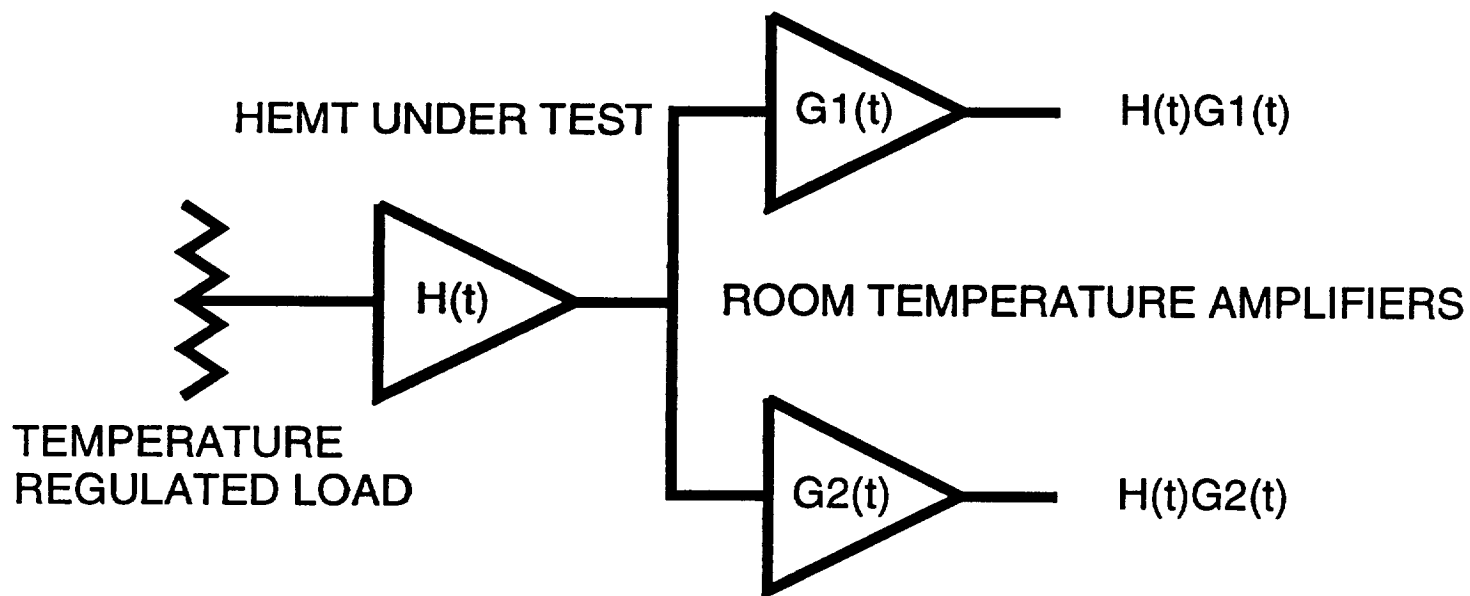 HEMT UNDER TEST
G1(t)
H(t)G1(t)
H(t)
ROOM TEMPERATURE AMPLIFIERS
TEMPERATURE
REGULATED LOAD
G2(t)
H(t)G2(t)